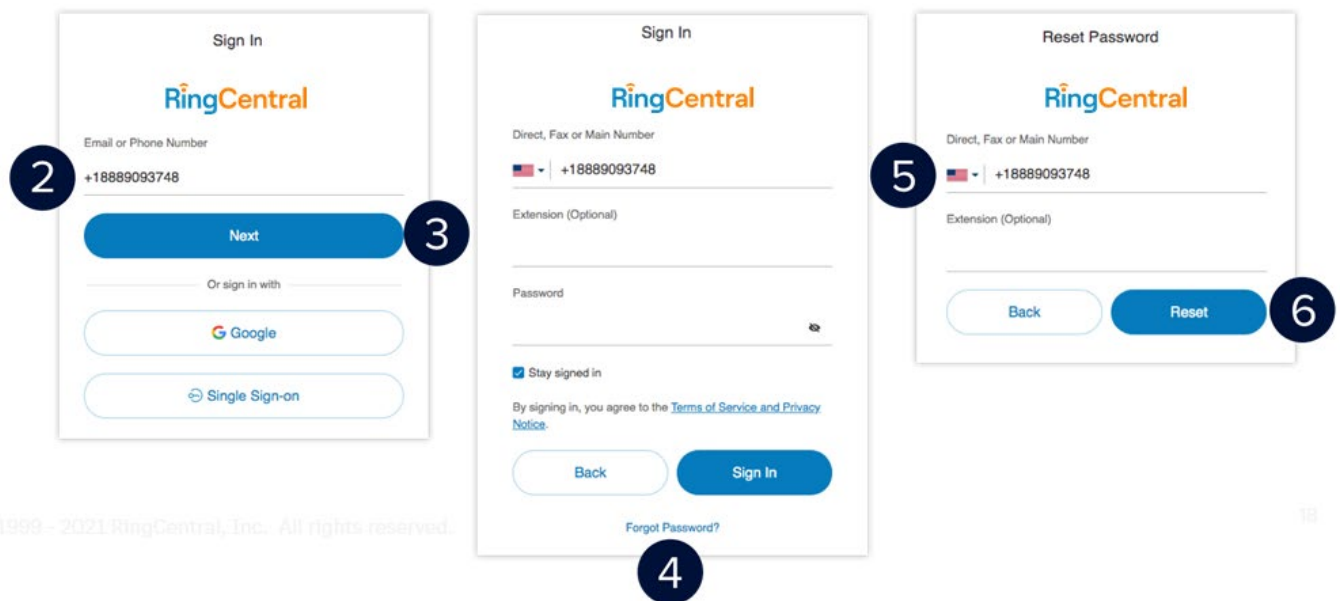 Sign In
RingCentral
Email or Phone Number
2
+18889093748
Next
3
Or sign in with
Google
Single Sign-on
Sign In
RingCentral
Direct, Fax or Main Number
+18889093748
Extension (Optional)
Password
Stay signed in
By signing in, you agree to the Terms of Service and Privacy
Notice.
Back
Sign In
Forgot Password?
4
Reset Password
RingCentral
Direct, Fax or Main Number
5
+18889093748
Extension (Optional)
Back
Reset
6
1999 - 2021 RingCentral, Inc. All rights reserved.
18